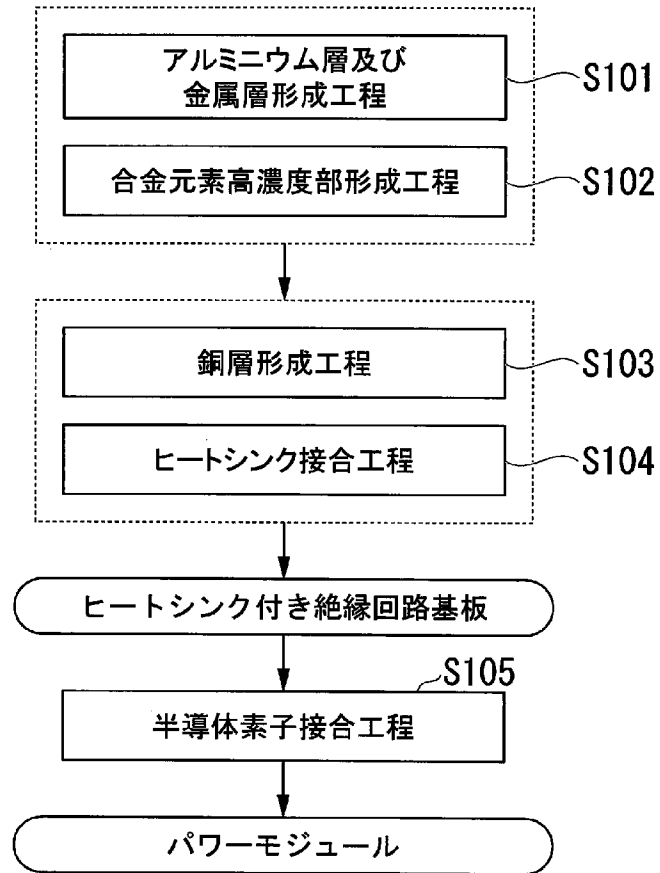 アルミニウム層及び
金属層形成工程
S101
合金元素高濃度部形成工程
S102
銅層形成工程
S103
ヒートシンク接合工程
S104
ヒートシンク付き絶縁回路基板
S105
半導体素子接合工程
パワーモジュール